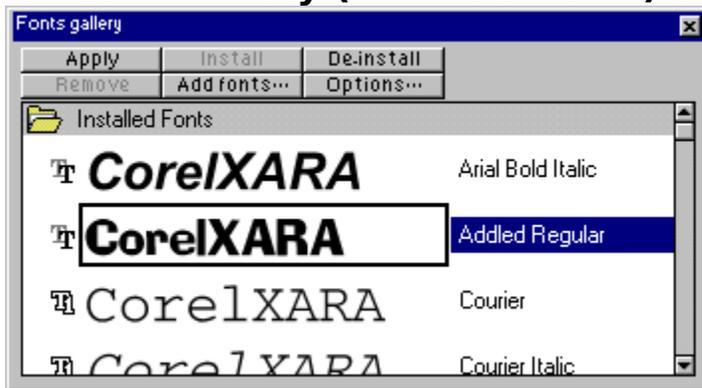 Fonts gallery
Apply Install De-install
Remove Add fonts... Options...
Installed Fonts
CorelXARA Arial Bold Italic
CorelXARA Addled Regular
CorelXARA Courier
CorelXARA Courier Italic